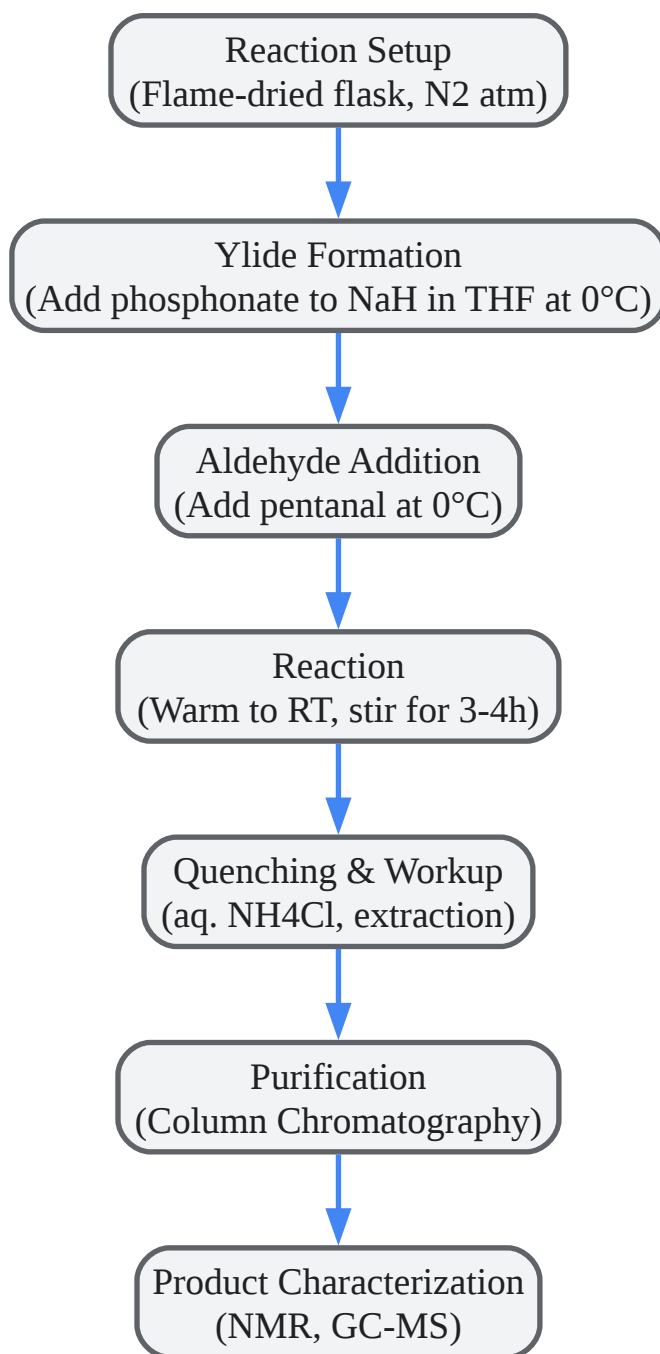 Reaction Setup
(Flame-dried flask, N2 atm)
Ylide Formation
(Add phosphonate to NaH in THF at 0°C)
Aldehyde Addition
(Add pentanal at 0°C)
Reaction
(Warm to RT, stir for 3-4h)
Quenching & Workup
(aq. NH4Cl, extraction)
Purification
(Column Chromatography)
Product Characterization
(NMR, GC-MS)